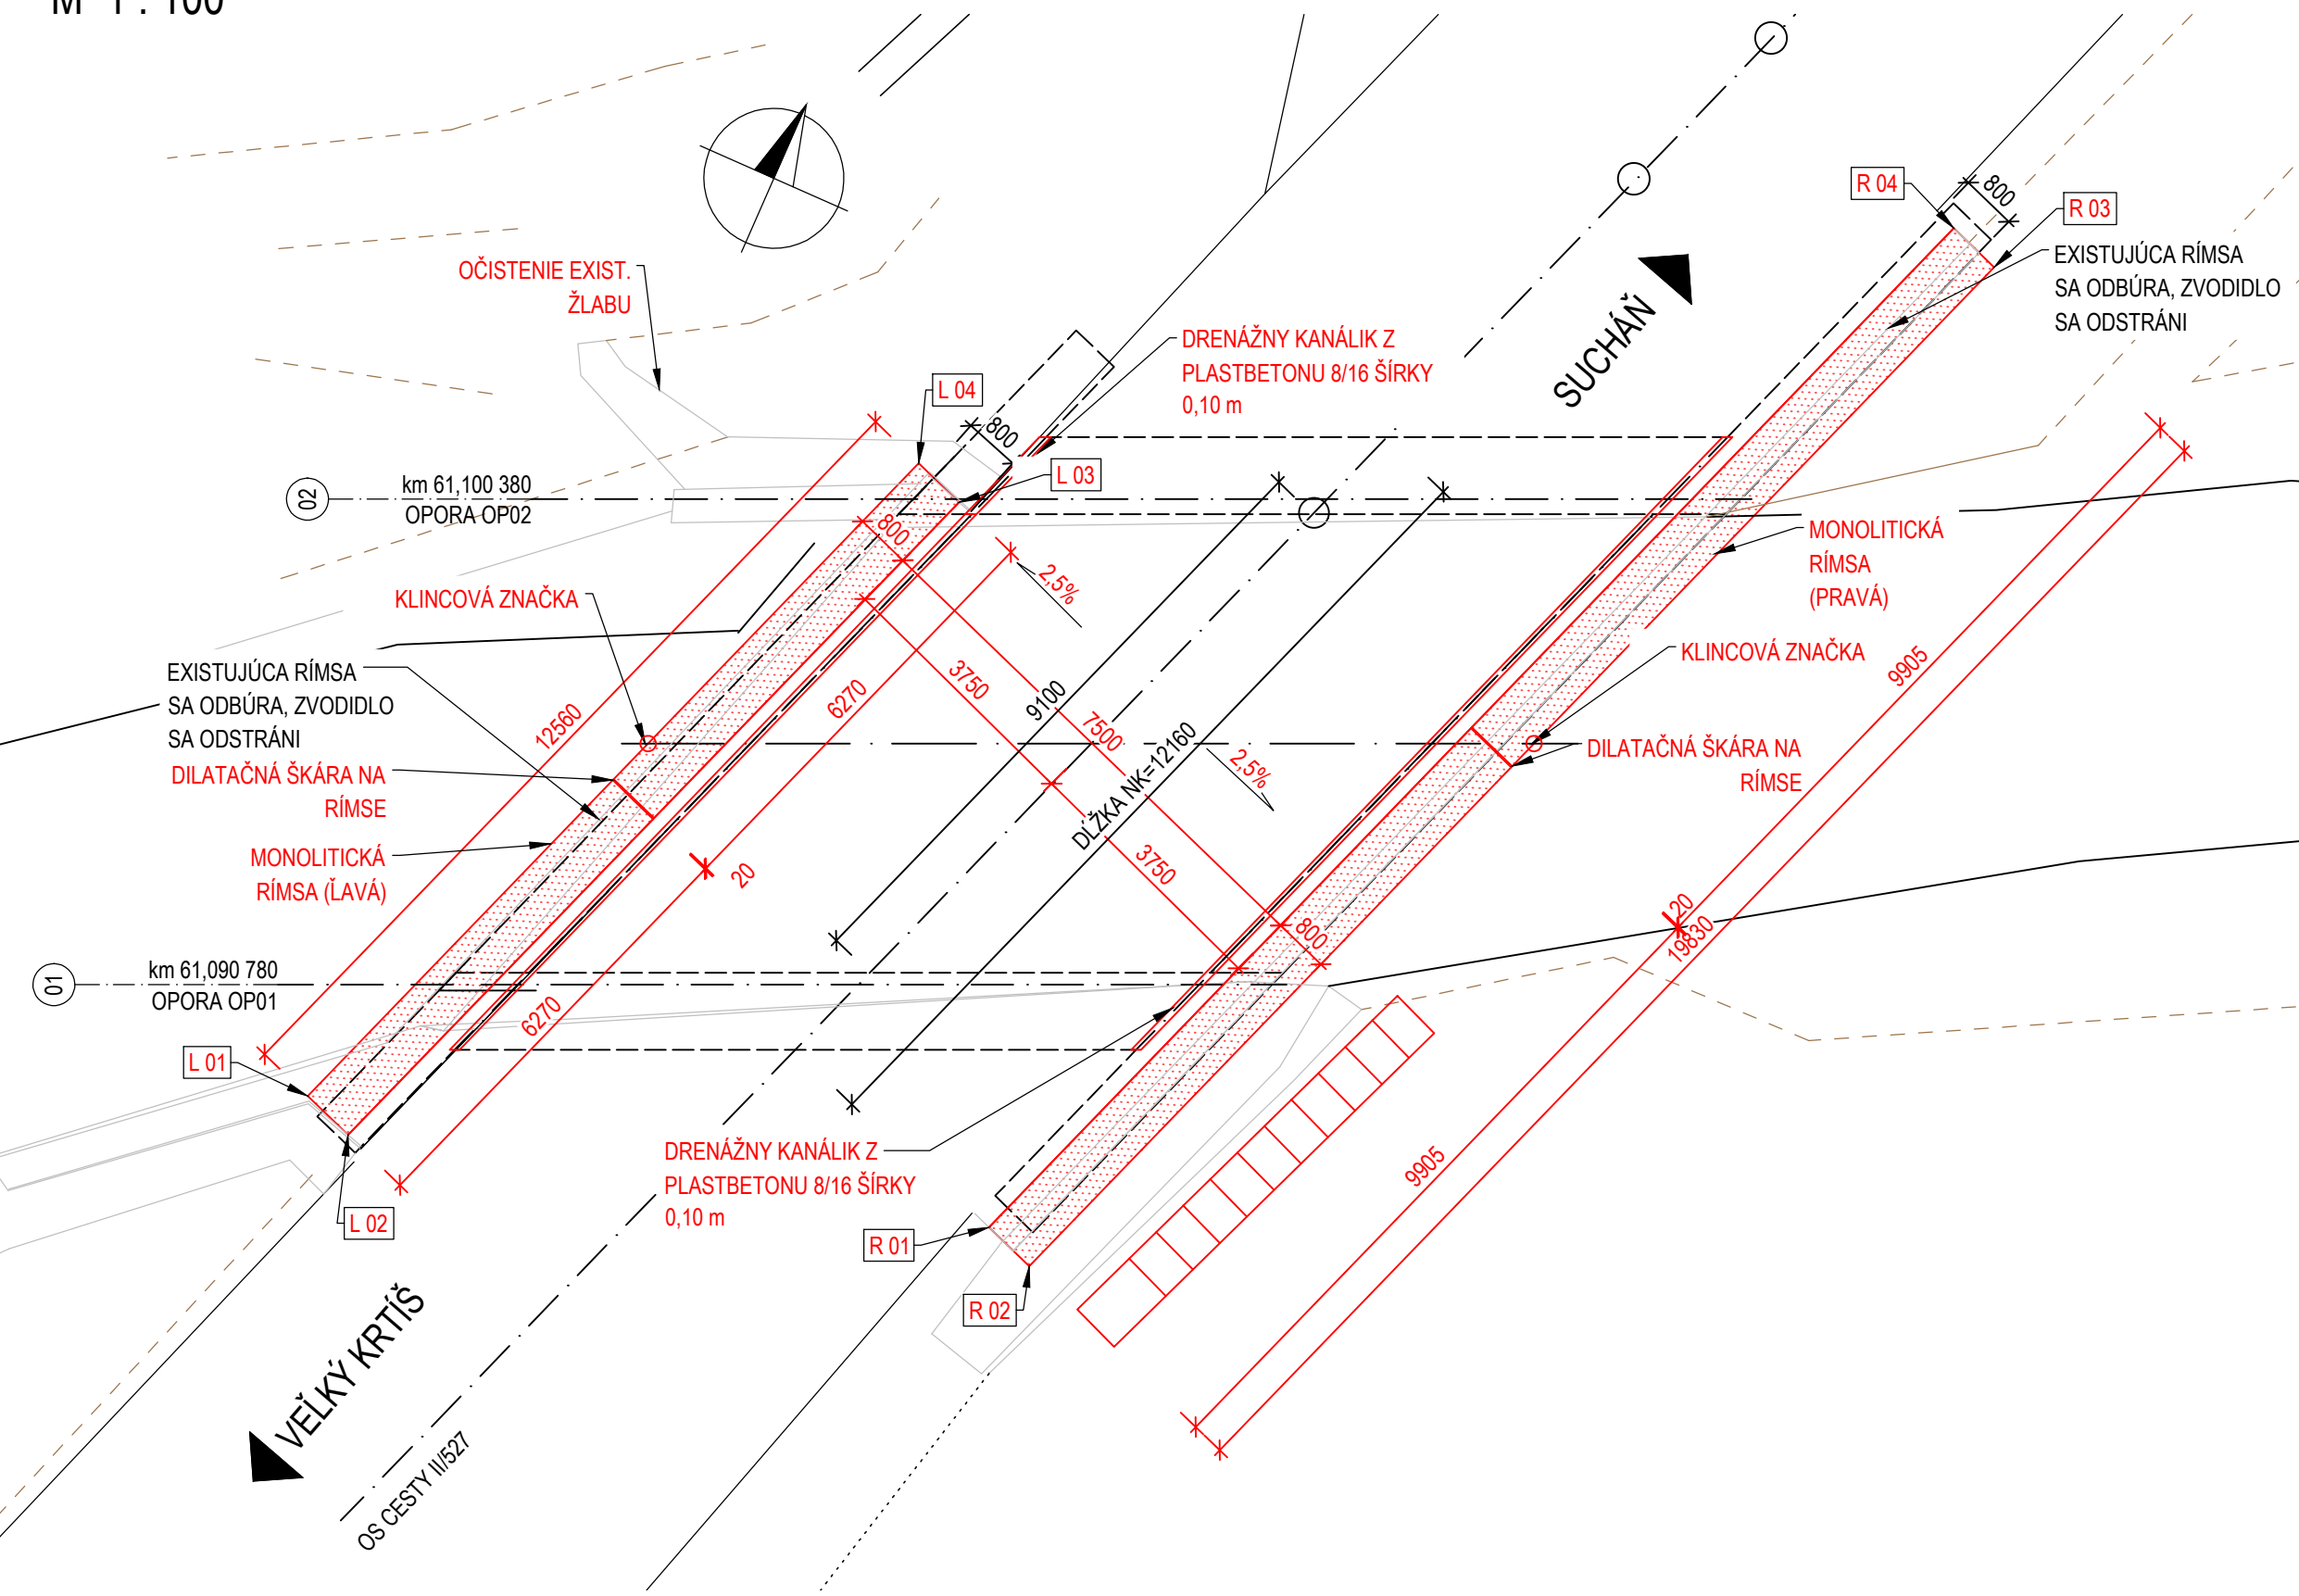 M 1 : 100
OČISTENIE EXIST.
ŽLABU
L 04
800
DRENÁŽNY KANÁLIK Z
PLASTBETONU 8/16 ŠÍRKY
0,10 m
SUCHÁŇ
R 04
800
R 03
EXISTUJÚCA RÍMSA
SA ODBÚRA, ZVODIDLO
SA ODSTRÁNI
02
km 61,100 380
OPORA OP02
L 03
800
2,5%
MONOLITICKÁ
RÍMSA
(PRAVÁ)
KLINCOVÁ ZNAČKA
KLINCOVÁ ZNAČKA
9905
EXISTUJÚCA RÍMSA
SA ODBÚRA, ZVODIDLO
SA ODSTRÁNI
12560
6270
3750
9100
7500
DĹŽKA NK=12160
2,5%
DILATAČNÁ ŠKÁRA NA
RÍMSE
DILATAČNÁ ŠKÁRA NA
RÍMSE
MONOLITICKÁ
RÍMSA (ĽAVÁ)
20
3750
800
20
19830
01
km 61,090 780
OPORA OP01
6270
L 01
L 02
DRENÁŽNY KANÁLIK Z
PLASTBETONU 8/16 ŠÍRKY
0,10 m
9905
R 01
R 02
VEĽKÝ KRTÍŠ
OS CESTY II/527